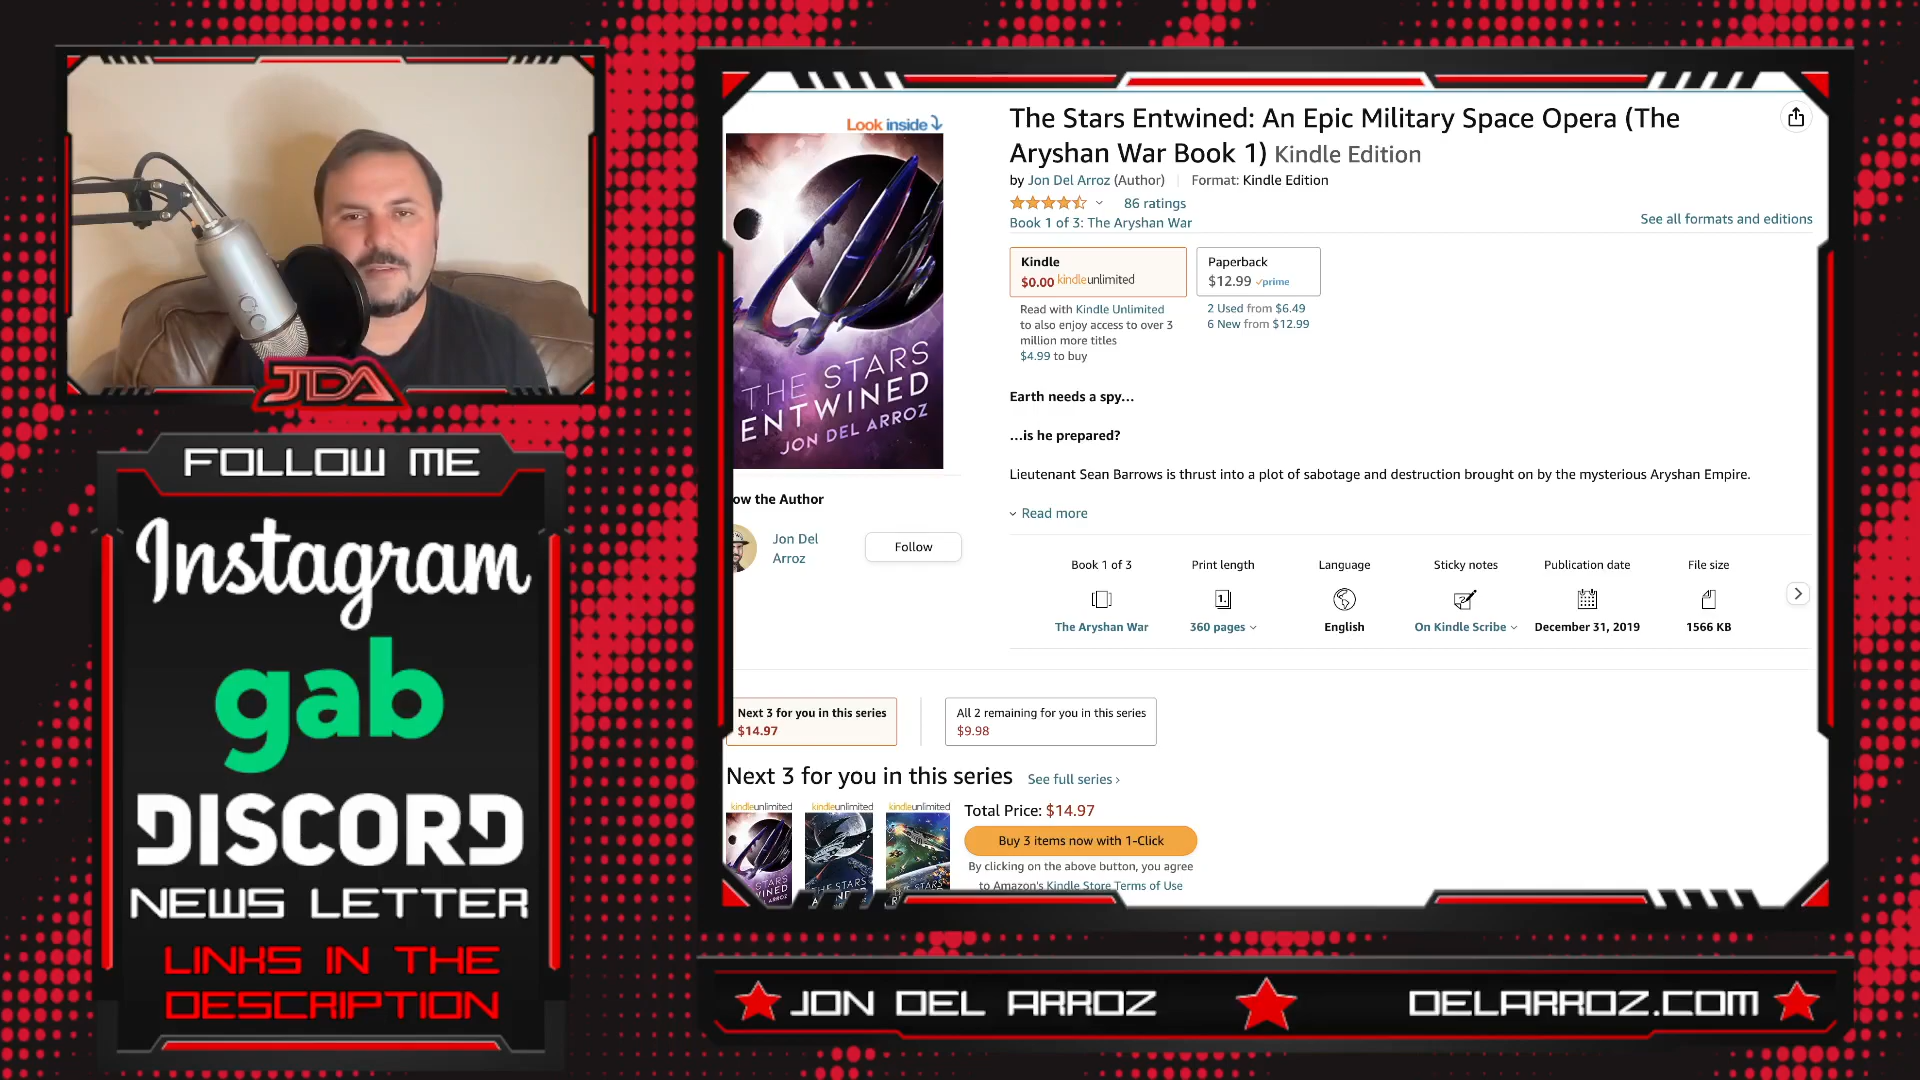 JDA
FOLLOW ME
Instagram
gab
DISCORD
NEWS LETTER
LINKS IN THE
DESCRIPTION
Look inside
THE STARS
ENTWINED
JON DEL ARROZ
ow the Author
Jon Del
Arroz
Follow
The Stars Entwined: An Epic Military Space Opera (The
Aryshan War Book 1) Kindle Edition
by Jon Del Arroz (Author) Format: Kindle Edition
86 ratings
Book 1 of 3: The Aryshan War
See all formats and editions
Kindle
$0.00 kindleunlimited
Paperback
$12.99 prime
Read with Kindle Unlimited
to also enjoy access to over 3
million more titles
$4.99 to buy
2 Used from $6.49
6 New from $12.99
Earth needs a spy...
...is he prepared?
Lieutenant Sean Barrows is thrust into a plot of sabotage and destruction brought on by the mysterious Aryshan Empire.
Read more
Book 1 of 3
The Aryshan War
Print length
1.
360 pages
Language
English
Sticky notes
On Kindle Scribe
Publication date
December 31, 2019
File size
1566 KB
Next 3 for you in this series
$14.97
All 2 remaining for you in this series
$9.98
Next 3 for you in this series See full series ›
kindleunlimited
kindleunlimited
kindleunlimited
Total Price: $14.97
Buy 3 items now with 1-Click
By clicking on the above button, you agree
to Amazon's Kindle Store Terms of Use
JON DEL ARROZ
DELARROZ.COM